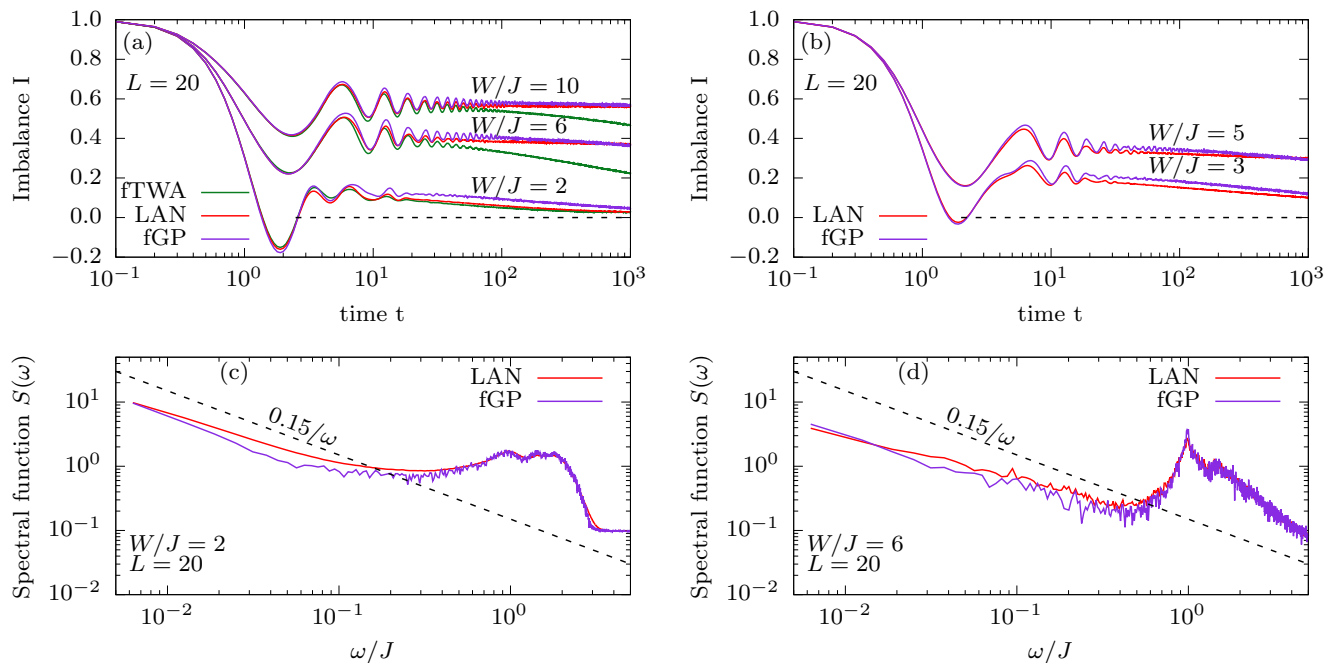 (a)
L = 20
W/J = 10
W/J = 6
W/J = 2
fTWA
LAN
fGP
Imbalance I
1.0
0.8
0.6
0.4
0.2
0.0
−0.2
10⁻¹ 10⁰ 10¹ 10² 10³
time t
(b)
L = 20
W/J = 5
W/J = 3
LAN
fGP
Imbalance I
1.0
0.8
0.6
0.4
0.2
0.0
−0.2
10⁻¹ 10⁰ 10¹ 10² 10³
time t
(c)
LAN
fGP
0.15/ω
W/J = 2
L = 20
Spectral function S(ω)
10¹
10⁰
10⁻¹
10⁻²
10⁻² 10⁻¹ 10⁰
ω/J
(d)
LAN
fGP
0.15/ω
W/J = 6
L = 20
Spectral function S(ω)
10¹
10⁰
10⁻¹
10⁻²
10⁻² 10⁻¹ 10⁰
ω/J